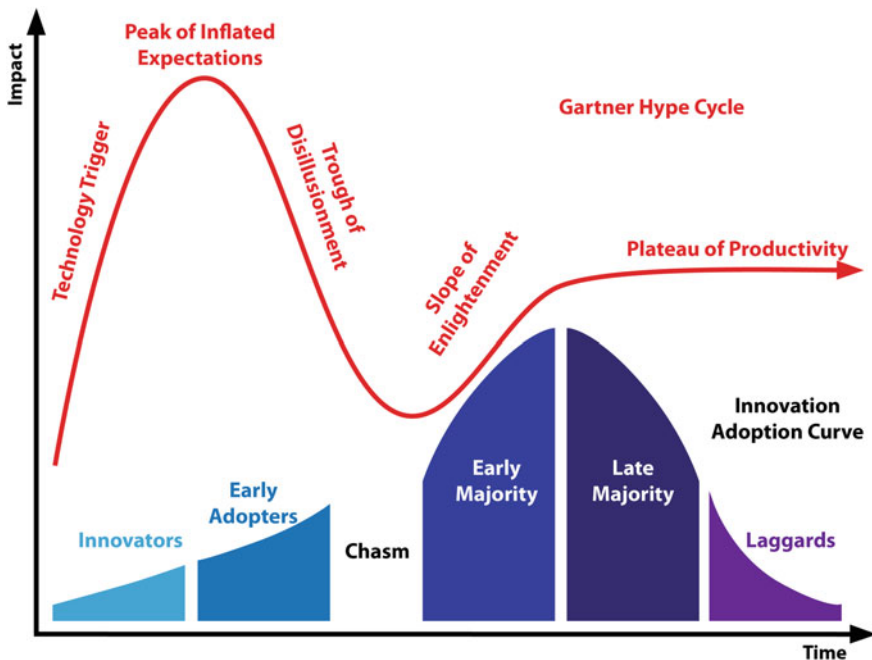 Impact
Peak of Inflated
Expectations
Technology Trigger
Trough of
Disillusionment
Gartner Hype Cycle
Slope of
Enlightenment
Plateau of Productivity
Innovation
Adoption Curve
Innovators
Early
Adopters
Chasm
Early
Majority
Late
Majority
Laggards
Time